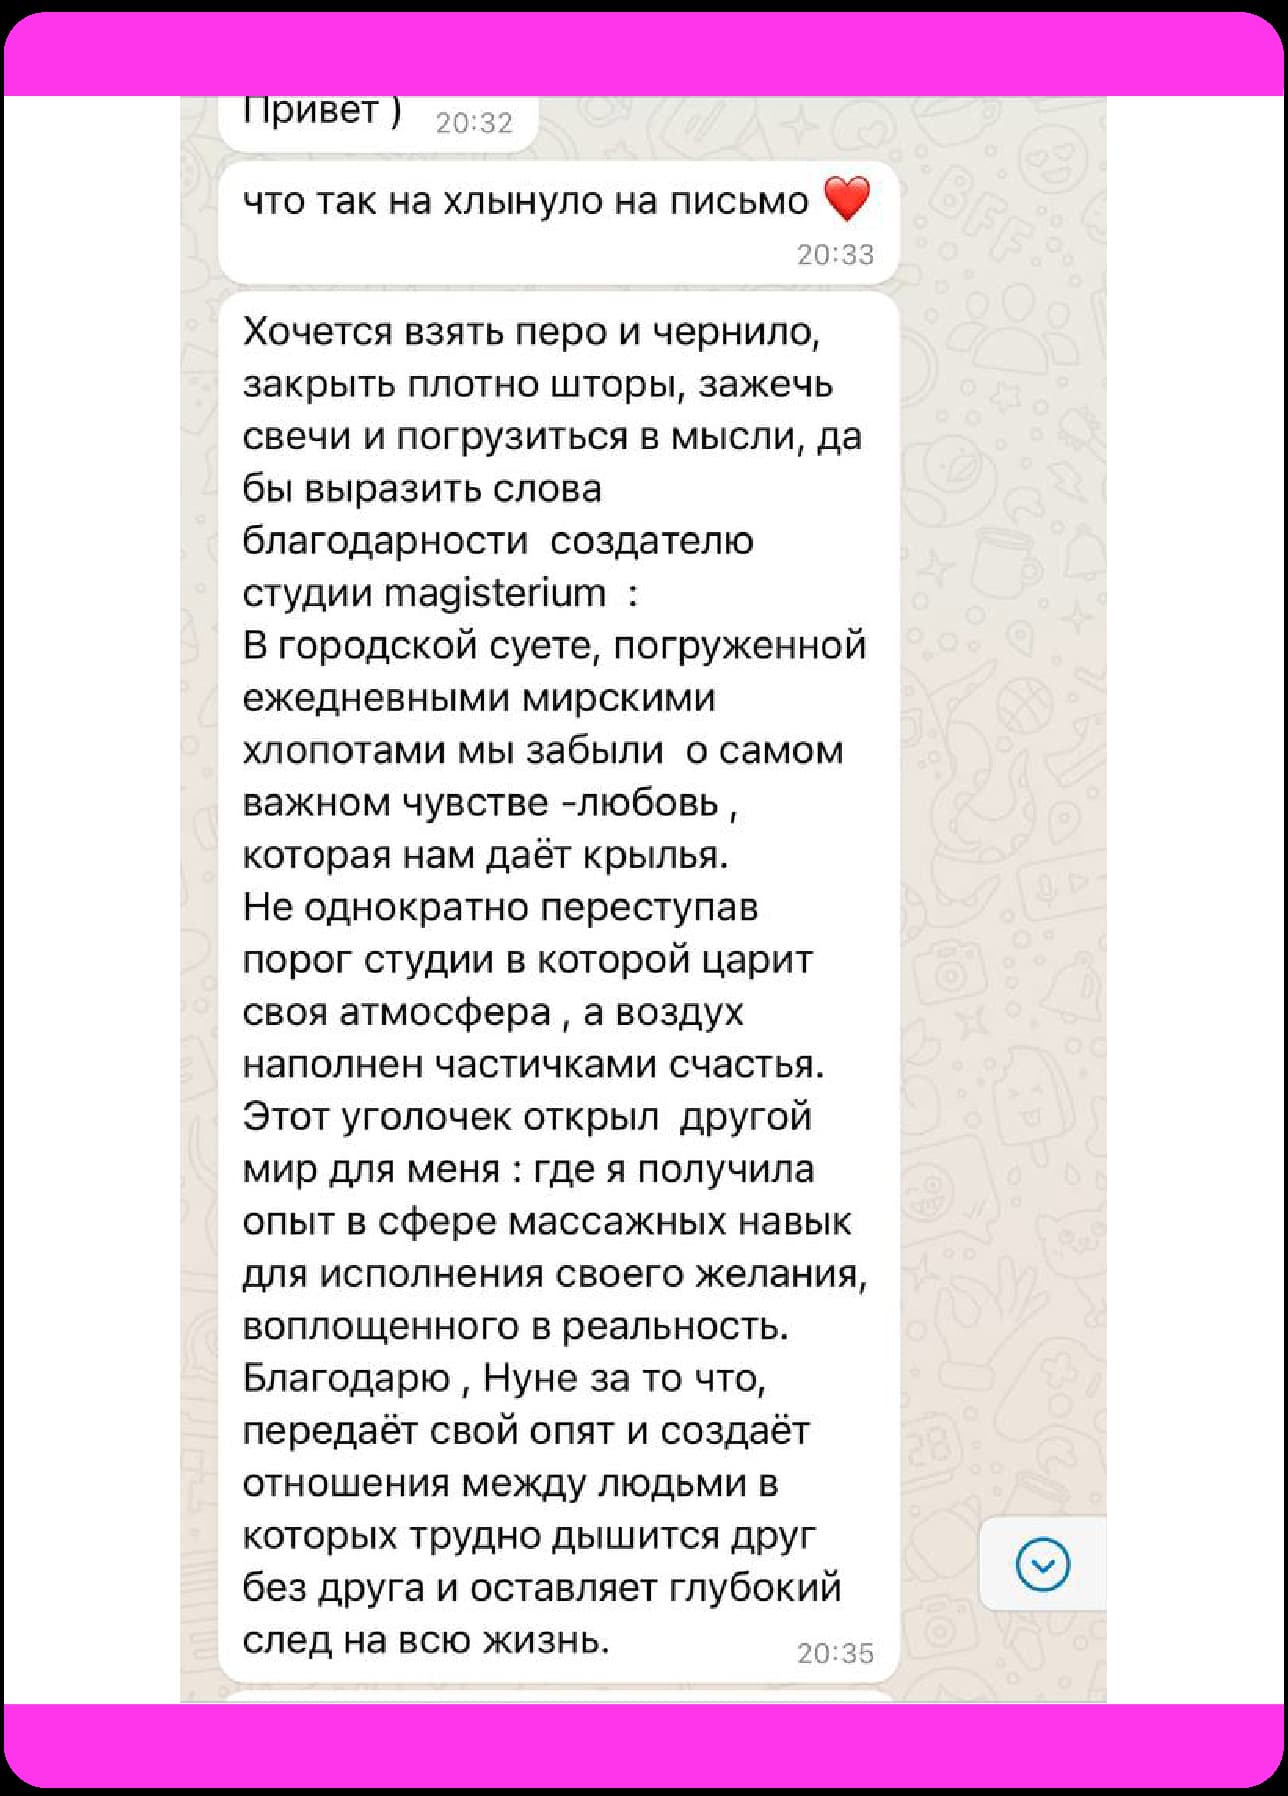 Привет )
20:32
что так на хлынуло на письмо ❤️
20:33
Хочется взять перо и чернило,
закрыть плотно шторы, зажечь
свечи и погрузиться в мысли, да
бы выразить слова
благодарности  создателю
студии magisterium  :
В городской суете, погруженной
ежедневными мирскими
хлопотами мы забыли  о самом
важном чувстве -любовь ,
которая нам даёт крылья.
Не однократно переступав
порог студии в которой царит
своя атмосфера , а воздух
наполнен частичками счастья.
Этот уголочек открыл  другой
мир для меня : где я получила
опыт в сфере массажных навык
для исполнения своего желания,
воплощенного в реальность.
Благодарю , Нуне за то что,
передаёт свой опят и создаёт
отношения между людьми в
которых трудно дышится друг
без друга и оставляет глубокий
след на всю жизнь.
20:35